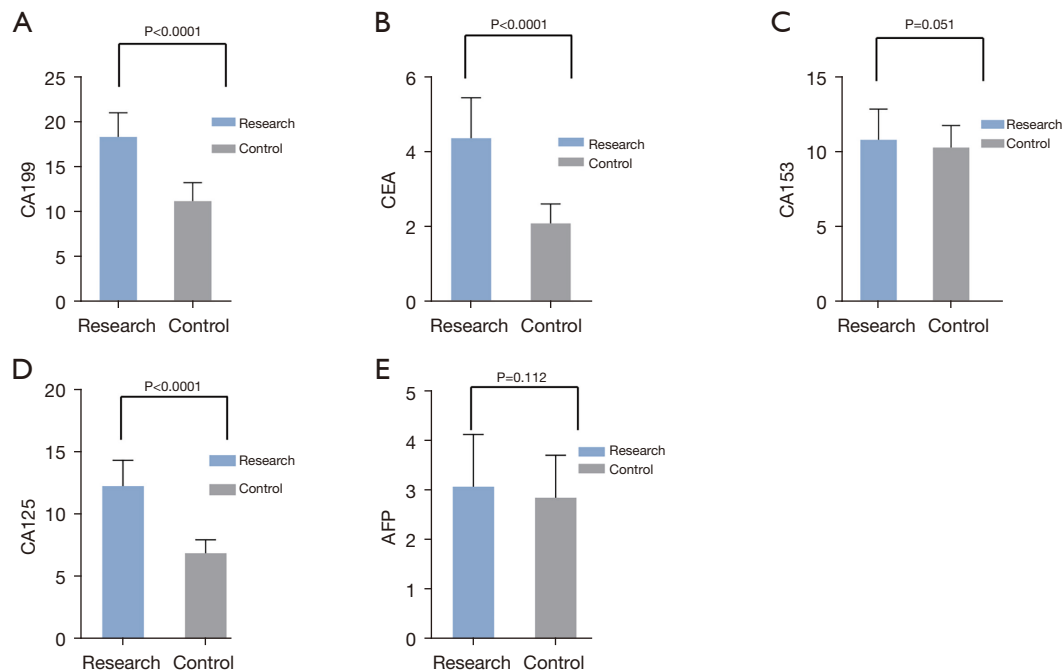 A
P<0.0001
25
20
15
10
5
0
CA199
Research
Control
Research Control
B
P<0.0001
6
4
2
0
CEA
Research
Control
Research Control
C
P=0.051
15
10
5
0
CA153
Research
Control
Research Control
D
P<0.0001
20
15
10
5
0
CA125
Research
Control
Research Control
E
P=0.112
5
4
3
2
1
0
AFP
Research
Control
Research Control